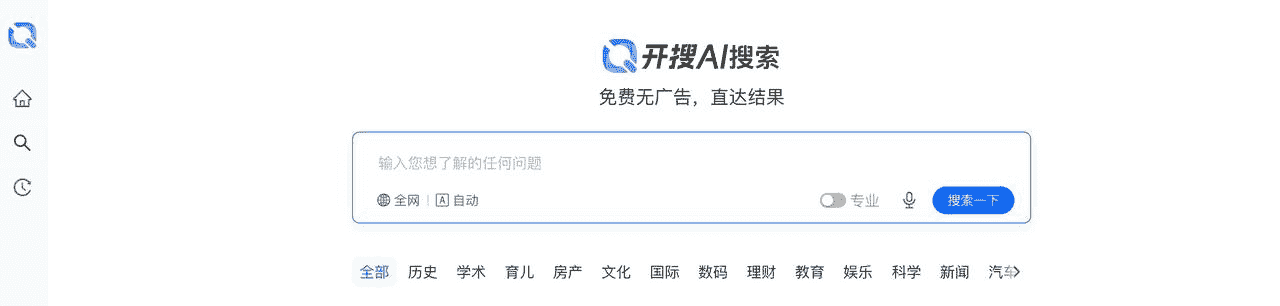 开搜AI搜索
免费无广告，直达结果
输入您想了解的任何问题
全网 A 自动 专业 搜索一下
全部 历史 学术 育儿 房产 文化 国际 数码 理财 教育 娱乐 科学 新闻 汽车